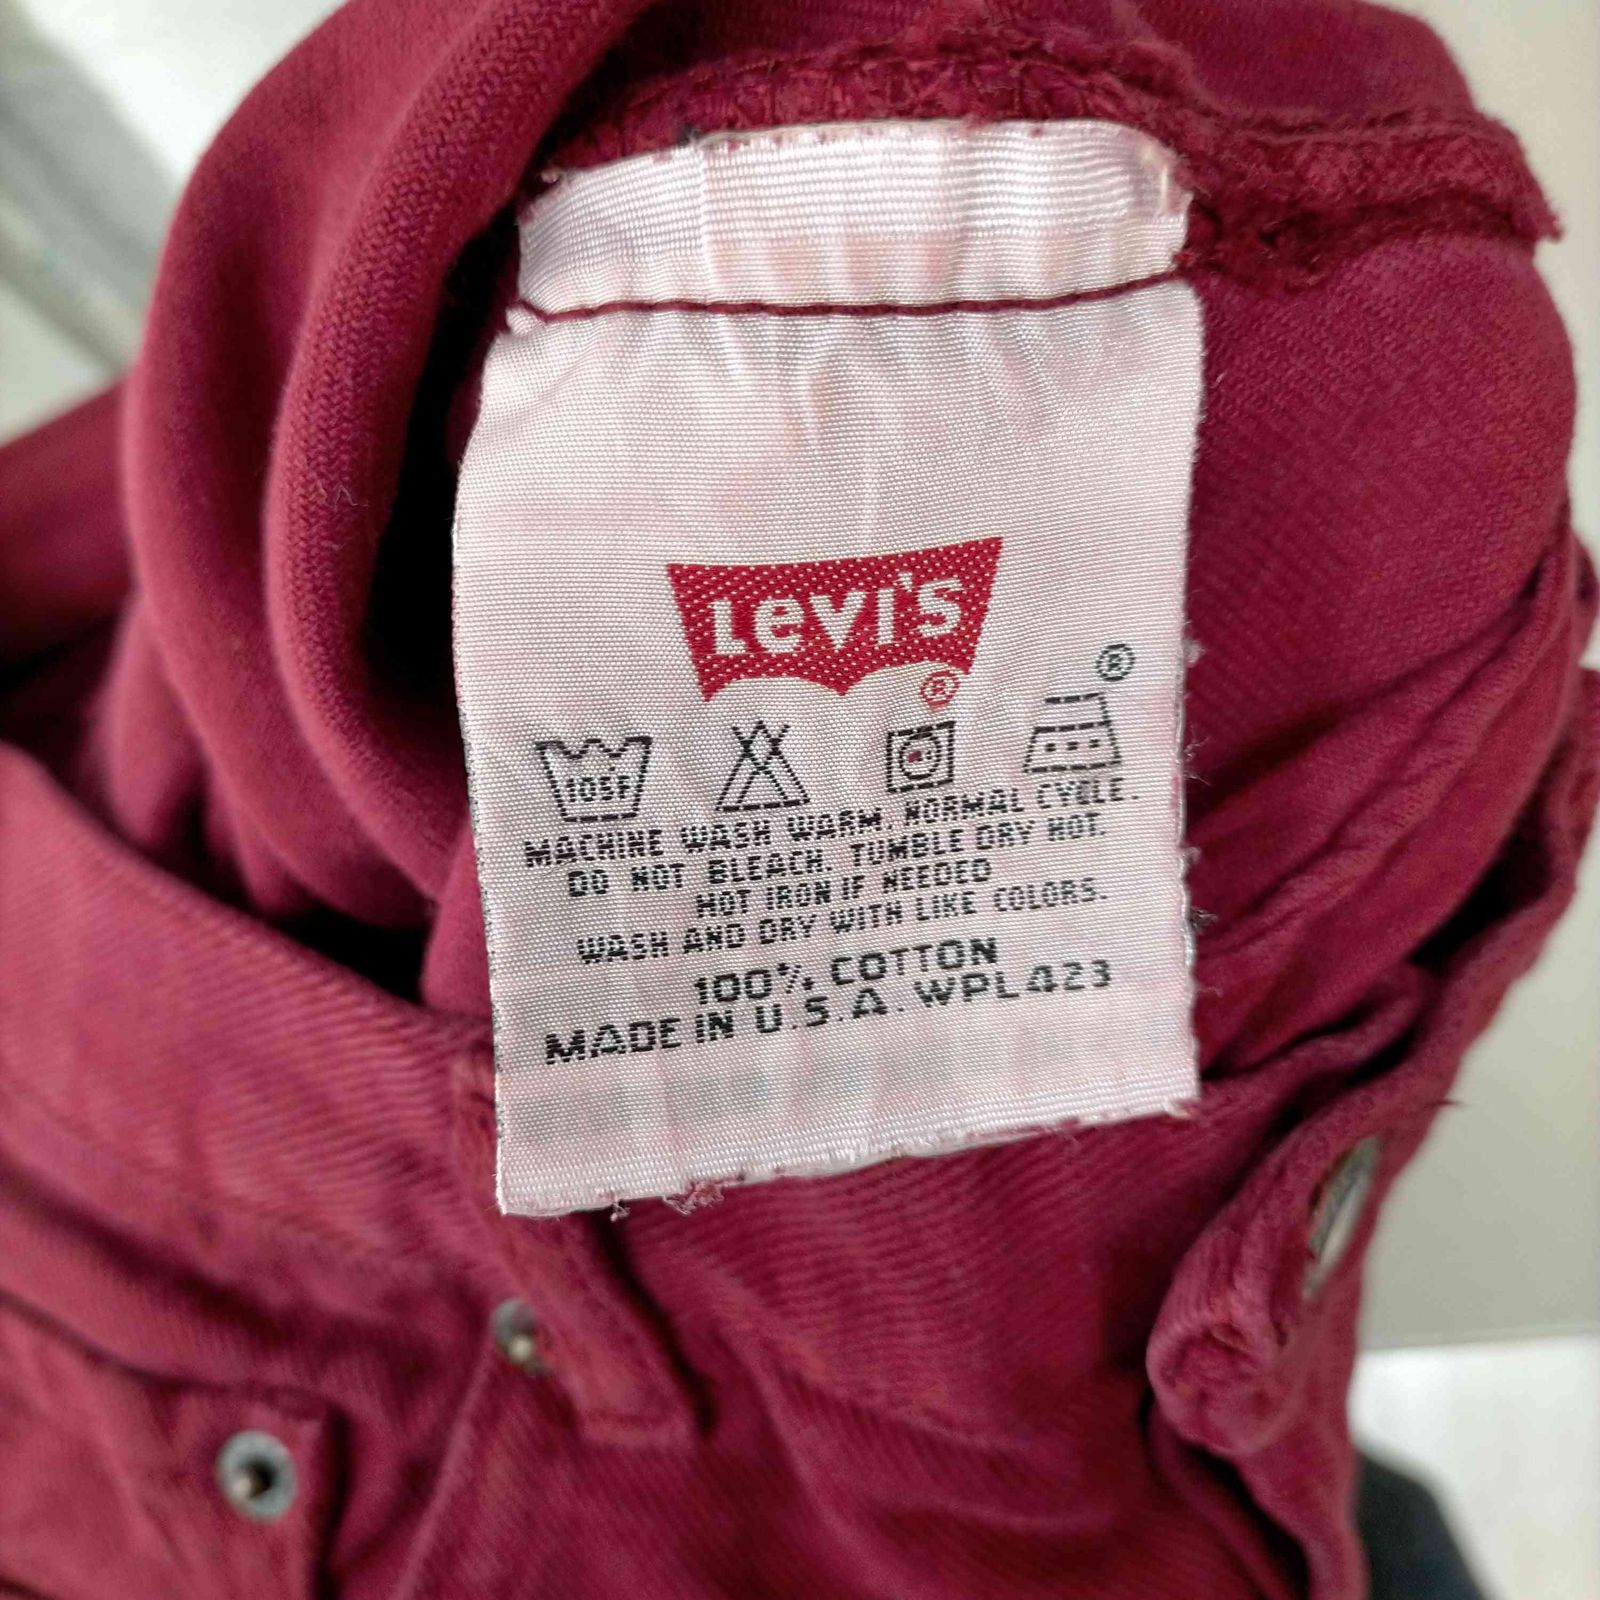 Levi's
®
®
105F
MACHINE WASH WARM, NORMAL CYCLE.
DO NOT BLEACH. TUMBLE DRY HOT.
HOT IRON IF NEEDED
WASH AND DRY WITH LIKE COLORS.
100% COTTON
MADE IN U.S.A. WPL423